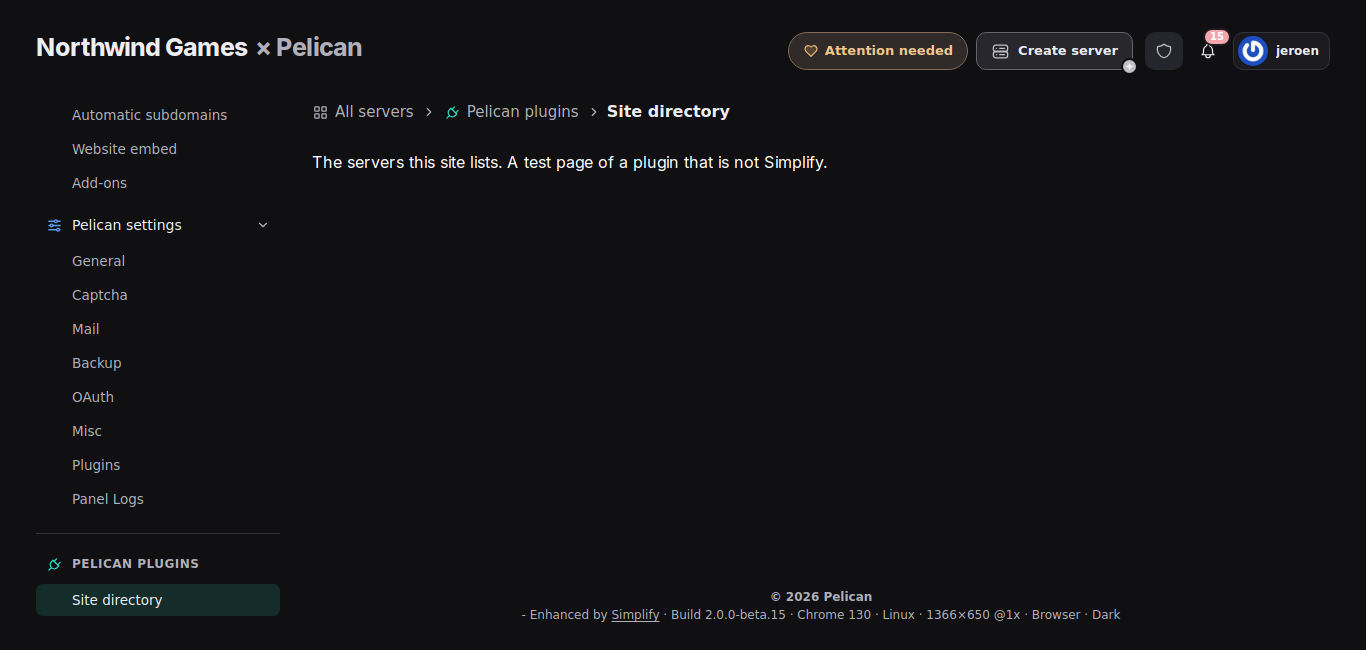 Northwind Games × Pelican
Attention needed
Create server
15
jeroen
Automatic subdomains
Website embed
Add-ons
Pelican settings
General
Captcha
Mail
Backup
OAuth
Misc
Plugins
Panel Logs
PELICAN PLUGINS
Site directory
All servers > Pelican plugins > Site directory
The servers this site lists. A test page of a plugin that is not Simplify.
© 2026 Pelican
- Enhanced by Simplify · Build 2.0.0-beta.15 · Chrome 130 · Linux · 1366×650 @1x · Browser · Dark